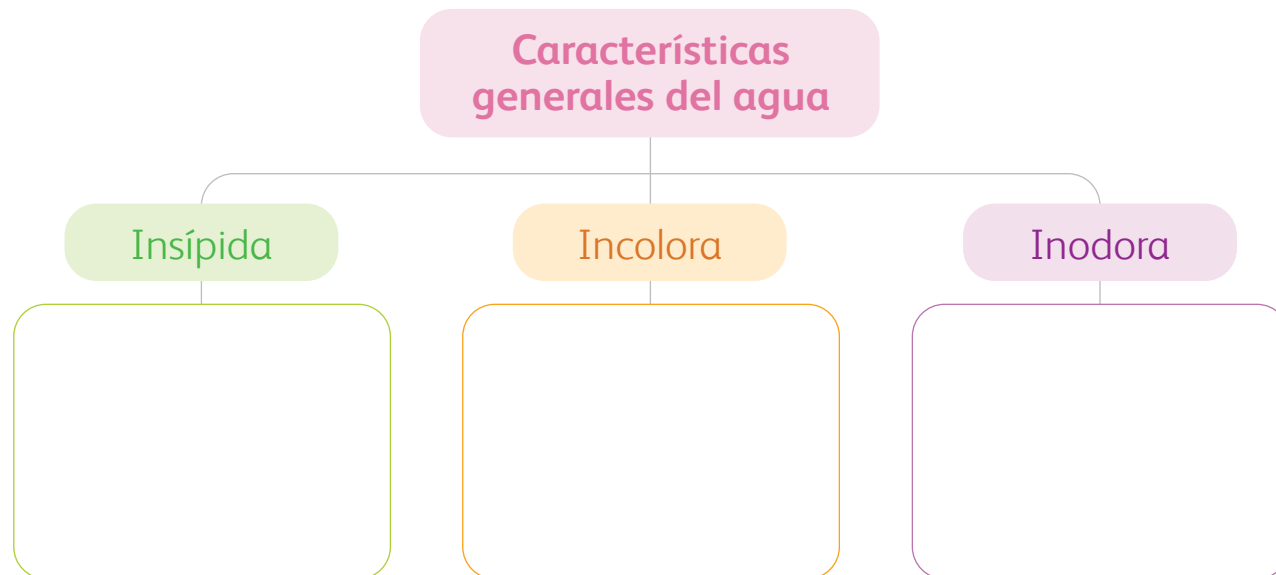 Características
generales del agua
Insípida
Incolora
Inodora